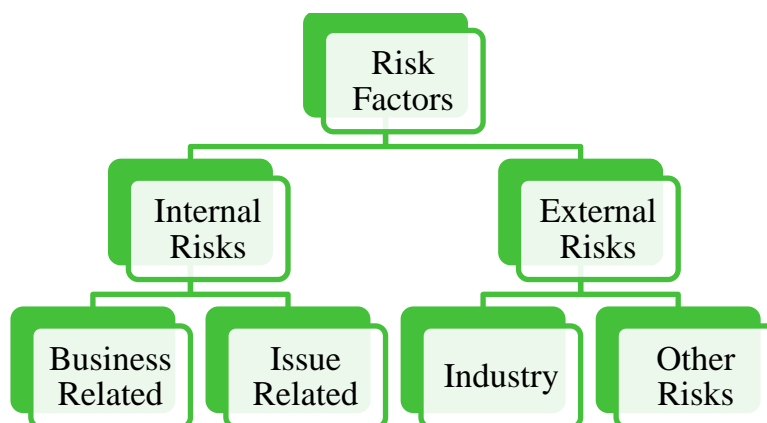 Risk
Factors
Internal
Risks
External
Risks
Business
Related
Issue
Related
Industry
Other
Risks